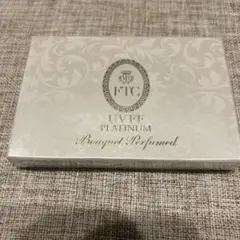 FTC
UV FF
PLATINUM
Bouquet Perfumed